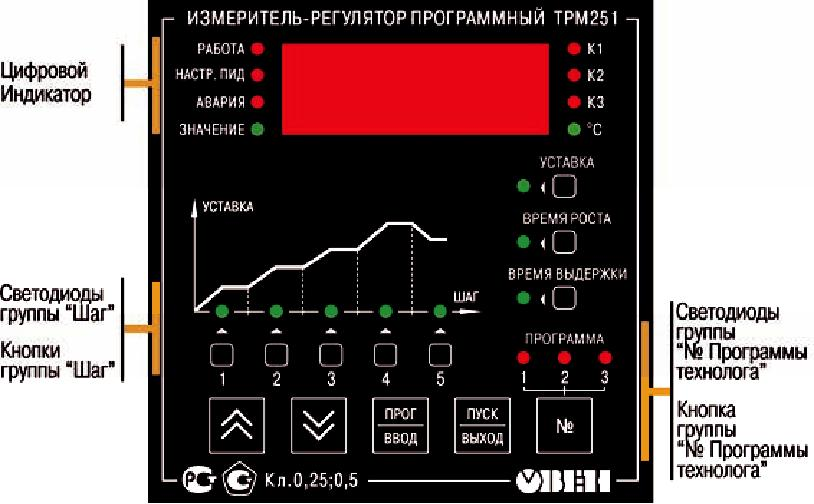 ИЗМЕРИТЕЛЬ-РЕГУЛЯТОР ПРОГРАММНЫЙ ТРМ251
РАБОТА
НАСТР. ПИД
АВАРИЯ
ЗНАЧЕНИЕ
К1
К2
К3
°С
Цифровой
Индикатор
УСТАВКА
ВРЕМЯ РОСТА
ВРЕМЯ ВЫДЕРЖКИ
УСТАВКА
ШАГ
Светодиоды
группы “Шаг”
Кнопки
группы “Шаг”
1 2 3 4 5
ПРОГРАММА
1 2 3
Светодиоды
группы
“№ Программы
технолога”
Кнопка
группы
“№ Программы
технолога”
ПРОГ
ВВОД
ПУСК
ВЫХОД
№
РС
С
Кл.0,25;0,5
ОВЕН